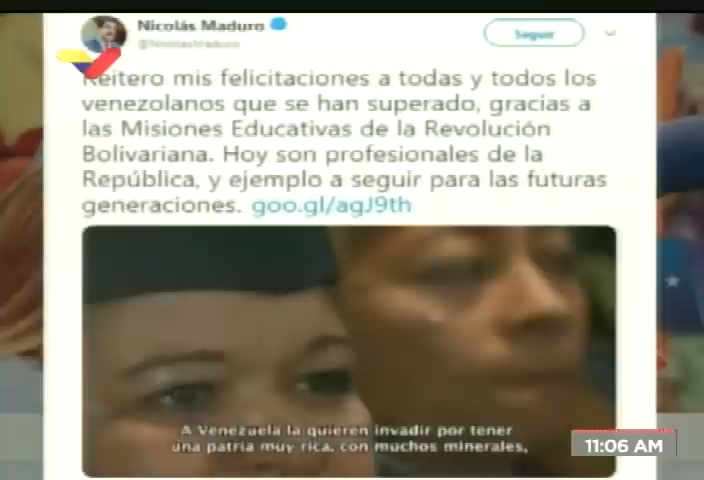 Nicolás Maduro
@NicolasMaduro
Seguir
Reitero mis felicitaciones a todas y todos los
venezolanos que se han superado, gracias a
las Misiones Educativas de la Revolución
Bolivariana. Hoy son profesionales de la
República, y ejemplo a seguir para las futuras
generaciones. goo.gl/agJ9th
A Venezuela la quieren invadir por tener
una patria muy rica, con muchos minerales,
11:06 AM